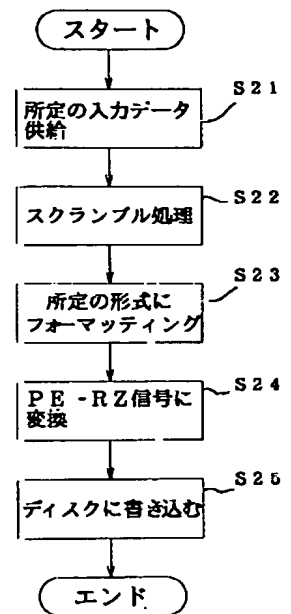 スタート
S21
所定の入力データ
供給
S22
スクランブル処理
S23
所定の形式に
フォーマッティング
S24
PE-RZ信号に
変換
S25
ディスクに書き込む
エンド